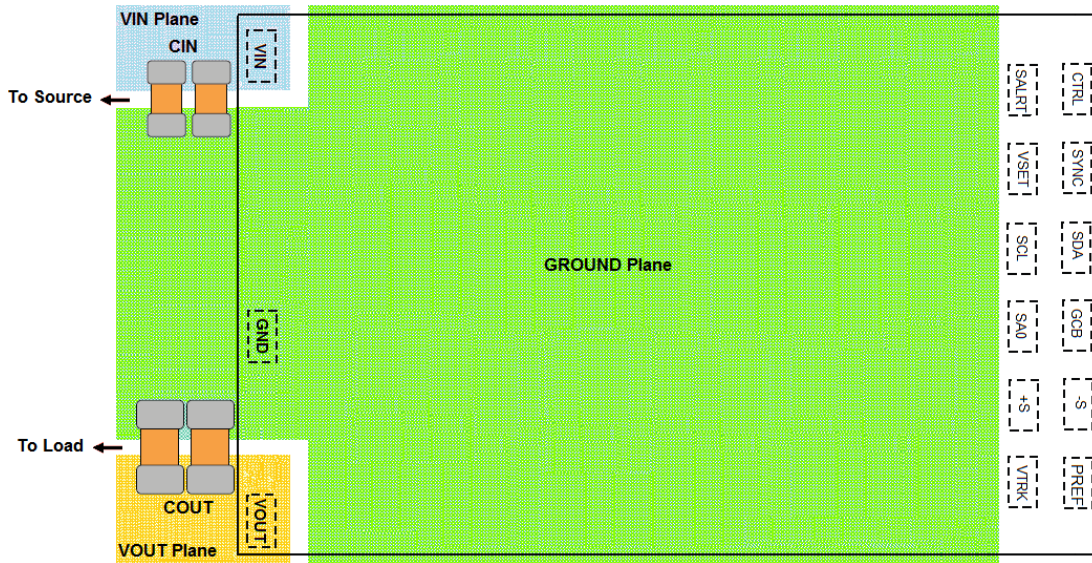 VIN Plane
CIN
VIN
To Source
SALRT
CTRL
VSET
SYNC
SCL
SDA
GROUND Plane
GND
SA0
GCB
+S
-S
To Load
VTRK
PREF
COUT
VOUT
VOUT Plane